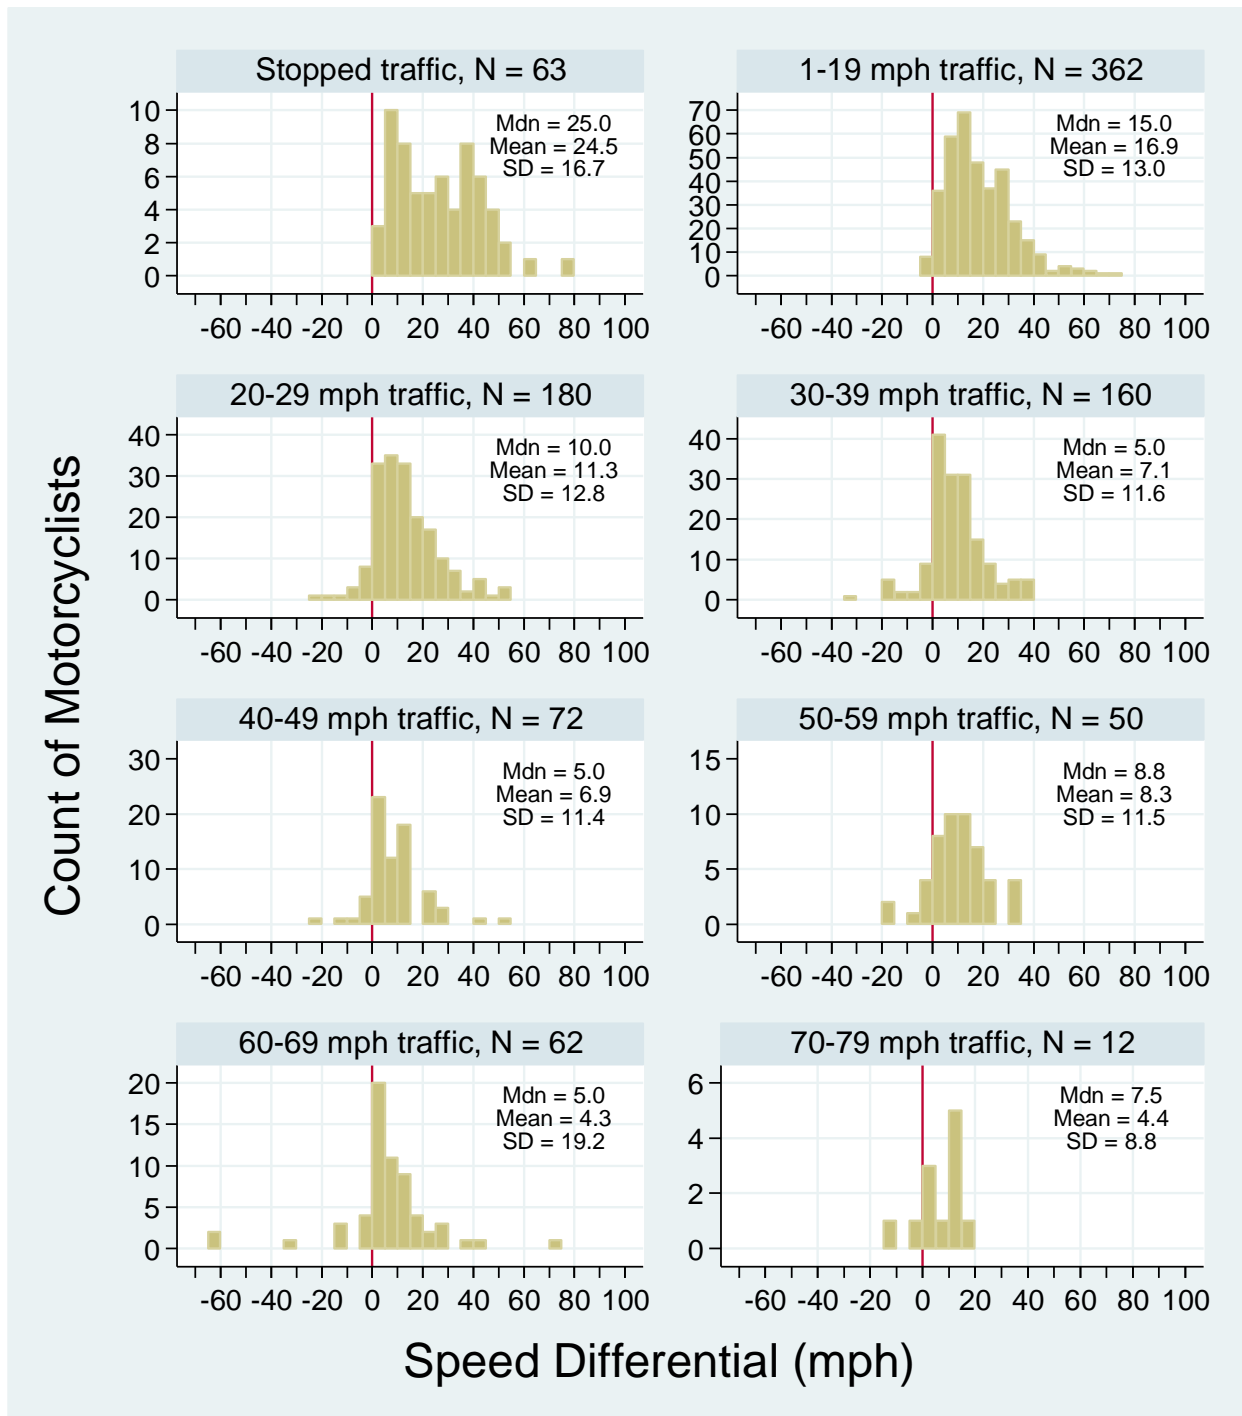 Stopped traffic, N = 63
Mdn = 25.0
Mean = 24.5
SD = 16.7
10
8
6
4
2
0
-60 -40 -20 0 20 40 60 80 100
1-19 mph traffic, N = 362
Mdn = 15.0
Mean = 16.9
SD = 13.0
70
60
50
40
30
20
10
0
-60 -40 -20 0 20 40 60 80 100
20-29 mph traffic, N = 180
Mdn = 10.0
Mean = 11.3
SD = 12.8
40
30
20
10
0
-60 -40 -20 0 20 40 60 80 100
30-39 mph traffic, N = 160
Mdn = 5.0
Mean = 7.1
SD = 11.6
40
30
20
10
0
-60 -40 -20 0 20 40 60 80 100
40-49 mph traffic, N = 72
Mdn = 5.0
Mean = 6.9
SD = 11.4
30
20
10
0
-60 -40 -20 0 20 40 60 80 100
50-59 mph traffic, N = 50
Mdn = 8.8
Mean = 8.3
SD = 11.5
15
10
5
0
-60 -40 -20 0 20 40 60 80 100
60-69 mph traffic, N = 62
Mdn = 5.0
Mean = 4.3
SD = 19.2
20
15
10
5
0
-60 -40 -20 0 20 40 60 80 100
70-79 mph traffic, N = 12
Mdn = 7.5
Mean = 4.4
SD = 8.8
6
4
2
0
-60 -40 -20 0 20 40 60 80 100
Count of Motorcyclists
Speed Differential (mph)